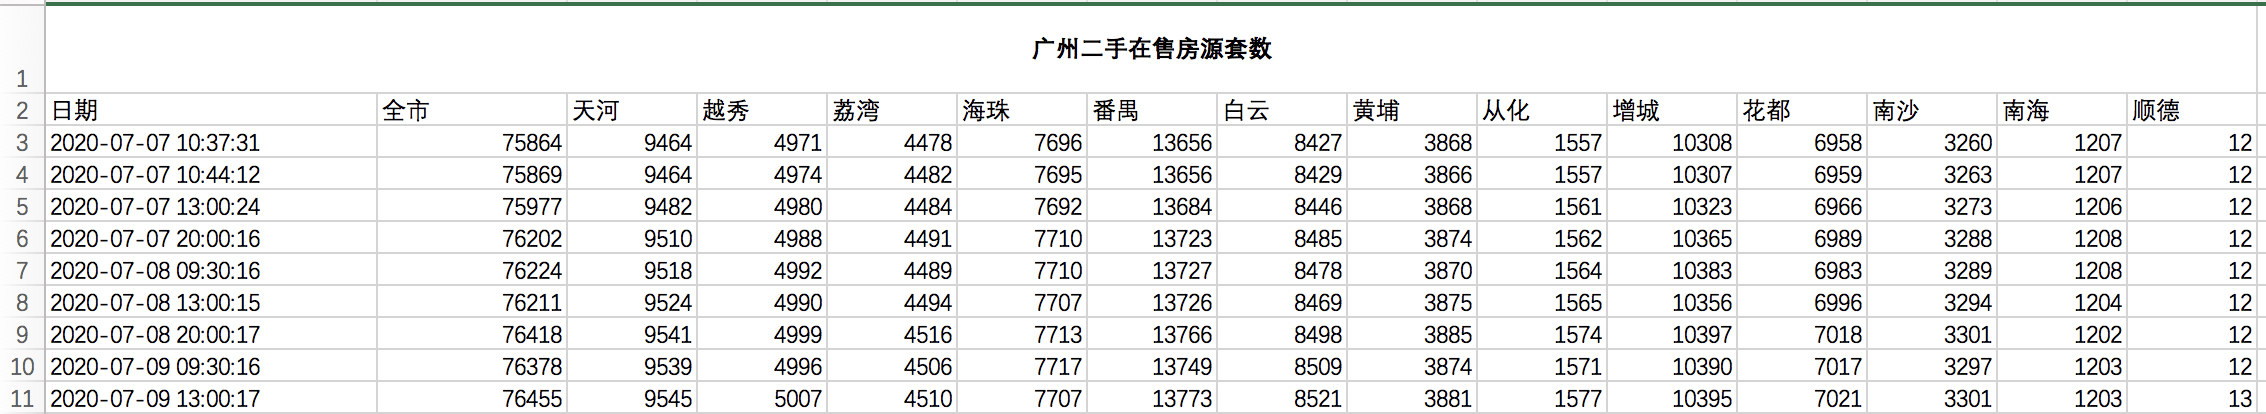 广州二手在售房源套数
1
2 日期 全市 天河 越秀 荔湾 海珠 番禺 白云 黄埔 从化 增城 花都 南沙 南海 顺德
3 2020-07-07 10:37:31 75864 9464 4971 4478 7696 13656 8427 3868 1557 10308 6958 3260 1207 12
4 2020-07-07 10:44:12 75869 9464 4974 4482 7695 13656 8429 3866 1557 10307 6959 3263 1207 12
5 2020-07-07 13:00:24 75977 9482 4980 4484 7692 13684 8446 3868 1561 10323 6966 3273 1206 12
6 2020-07-07 20:00:16 76202 9510 4988 4491 7710 13723 8485 3874 1562 10365 6989 3288 1208 12
7 2020-07-08 09:30:16 76224 9518 4992 4489 7710 13727 8478 3870 1564 10383 6983 3289 1208 12
8 2020-07-08 13:00:15 76211 9524 4990 4494 7707 13726 8469 3875 1565 10356 6996 3294 1204 12
9 2020-07-08 20:00:17 76418 9541 4999 4516 7713 13766 8498 3885 1574 10397 7018 3301 1202 12
10 2020-07-09 09:30:16 76378 9539 4996 4506 7717 13749 8509 3874 1571 10390 7017 3297 1203 12
11 2020-07-09 13:00:17 76455 9545 5007 4510 7707 13773 8521 3881 1577 10395 7021 3301 1203 13